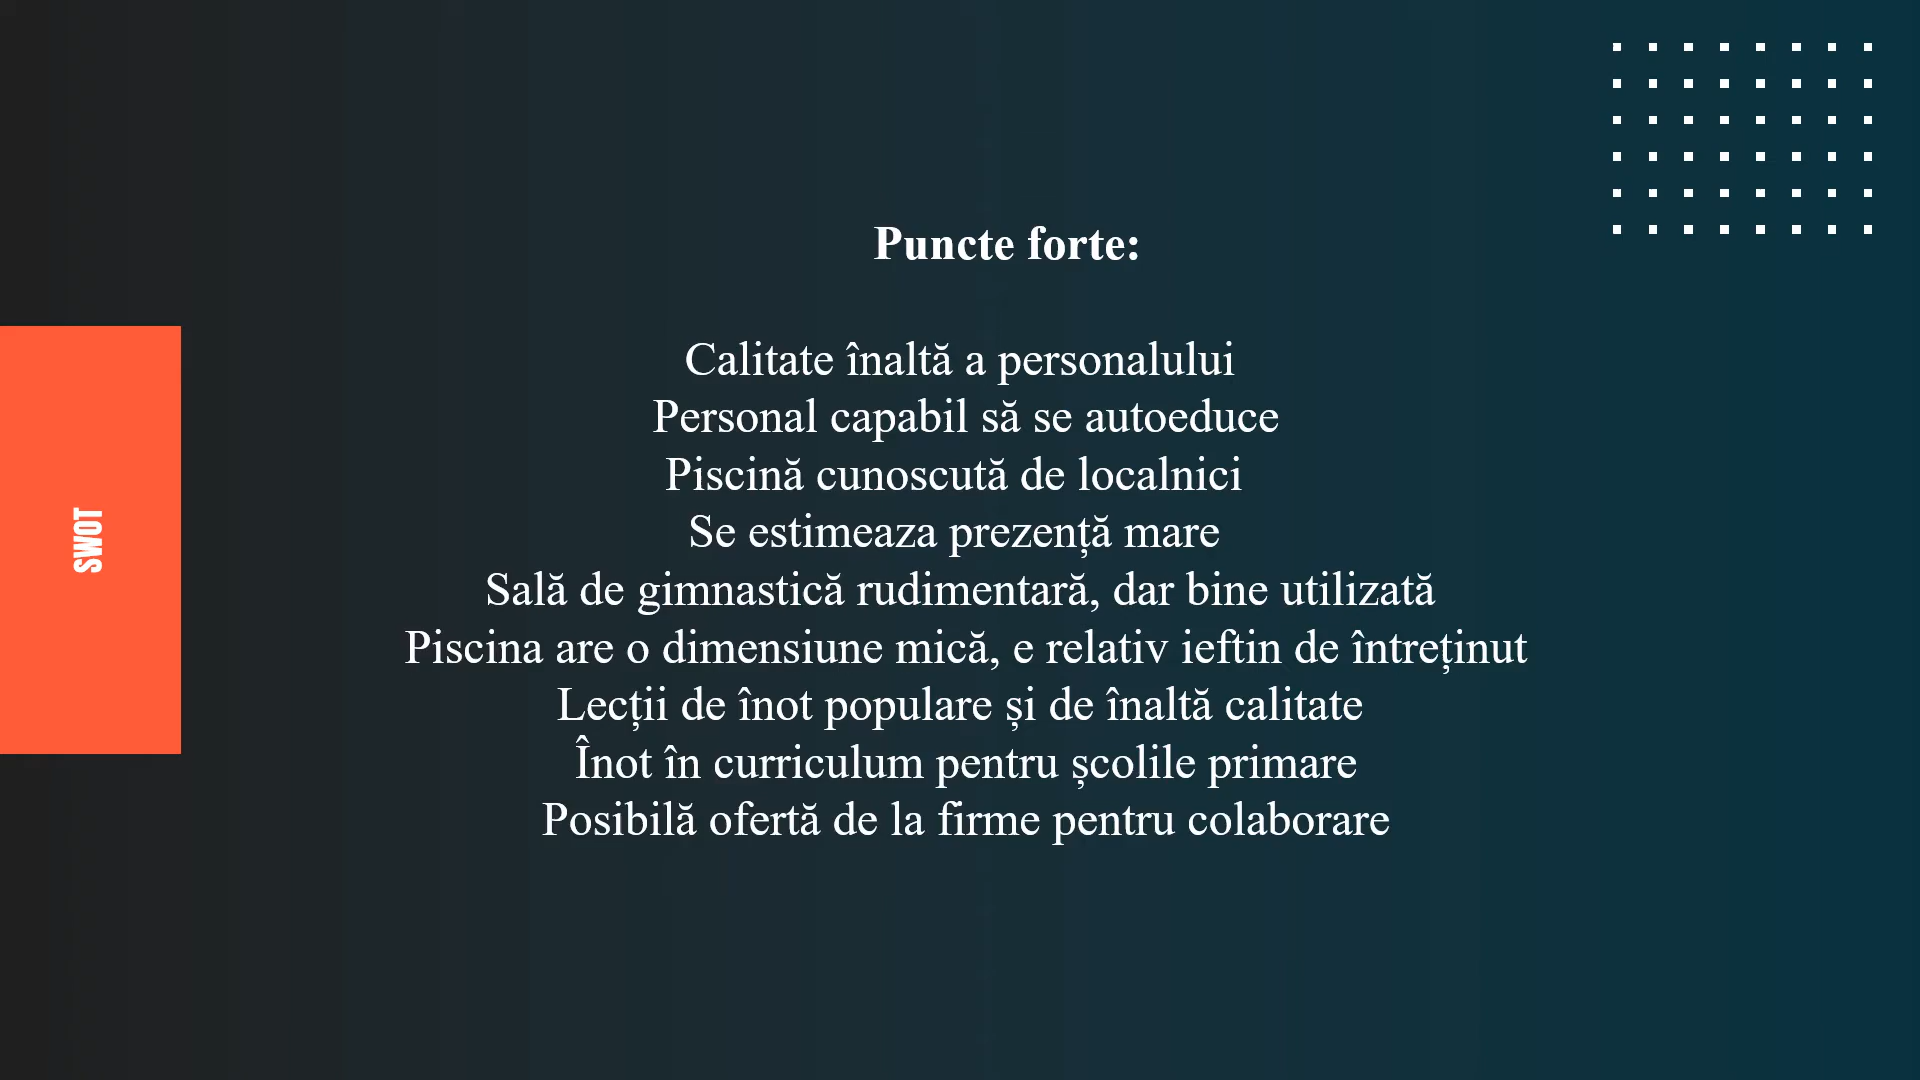 Puncte forte:
Calitate înaltă a personalului
Personal capabil să se autoeduce
Piscină cunoscută de localnici
Se estimeaza prezență mare
SWOT
Sală de gimnastică rudimentară, dar bine utilizată
Piscina are o dimensiune mică, e relativ ieftin de întreținut
Lecții de înot populare și de înaltă calitate
Înot în curriculum pentru școlile primare
Posibilă ofertă de la firme pentru colaborare